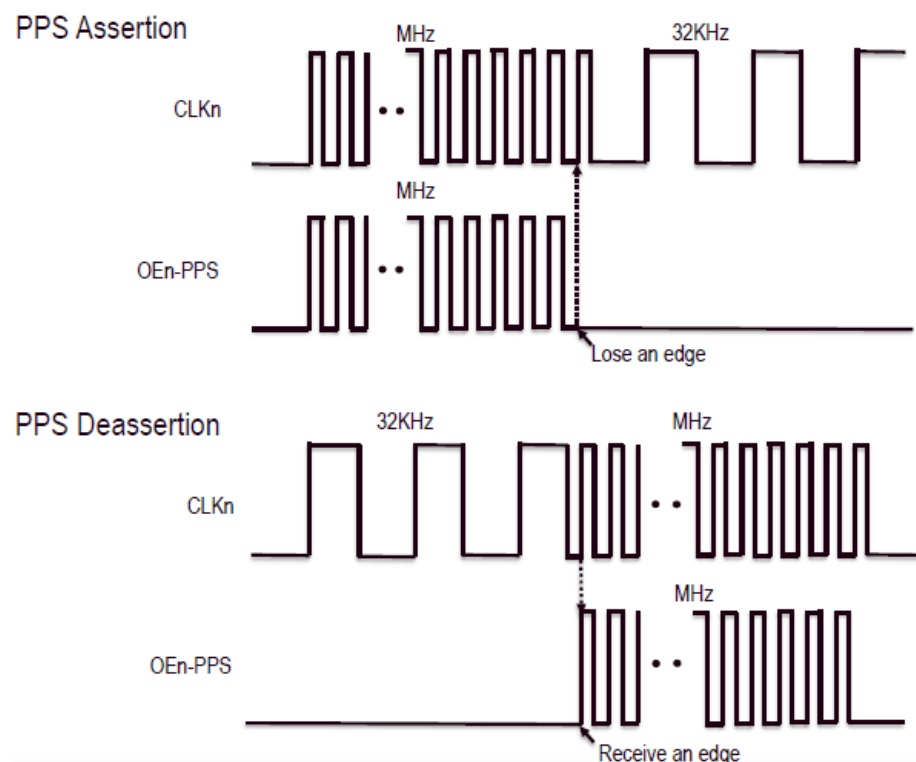 PPS Assertion
MHz
32KHz
CLKn
MHz
OEn-PPS
Lose an edge
PPS Deassertion
32KHz
MHz
CLKn
MHz
OEn-PPS
Receive an edge